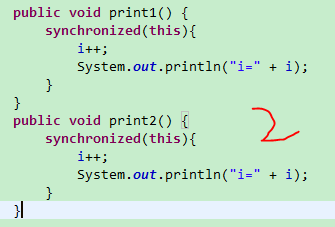 public void print1() {
    synchronized(this){
        i++;
        System.out.println("i=" + i);
    }
}
public void print2() {
    synchronized(this){
        i++;
        System.out.println("i=" + i);
    }
}
2